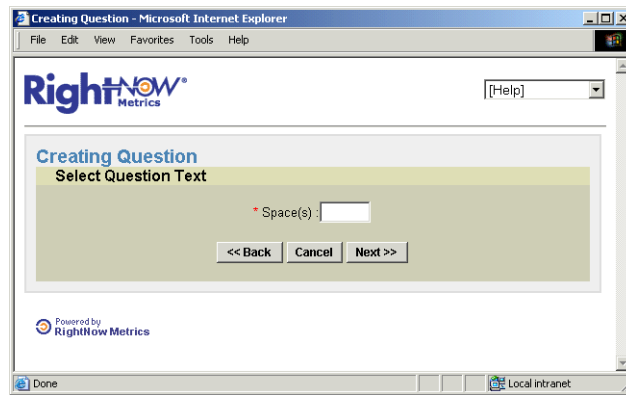 Creating Question - Microsoft Internet Explorer
File Edit View Favorites Tools Help
RightNOW®
Metrics
[Help]
Creating Question
Select Question Text
* Space(s) :
<< Back Cancel Next >>
Powered by
RightNow Metrics
Done Local intranet